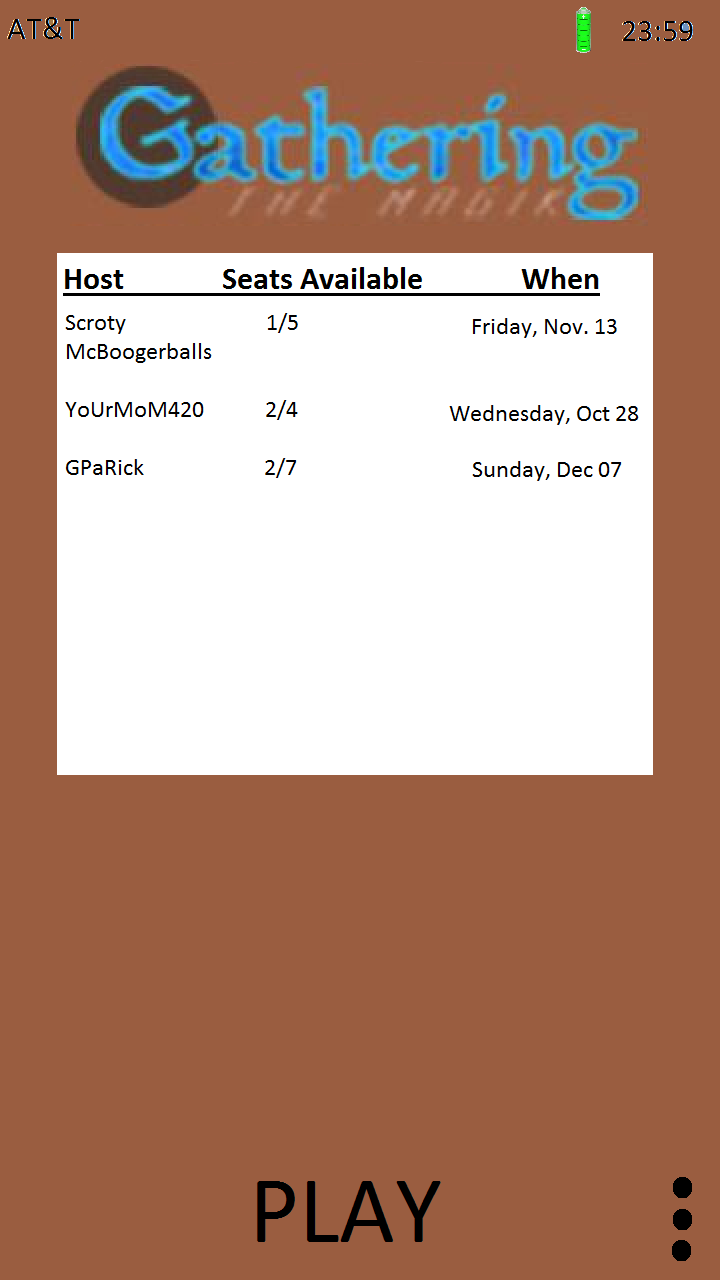 AT&T 23:59
Gathering
THE MAGIK
Host Seats Available When
Scroty 1/5 Friday, Nov. 13
McBoogerballs
YoUrMoM420 2/4 Wednesday, Oct 28
GPaRick 2/7 Sunday, Dec 07
PLAY